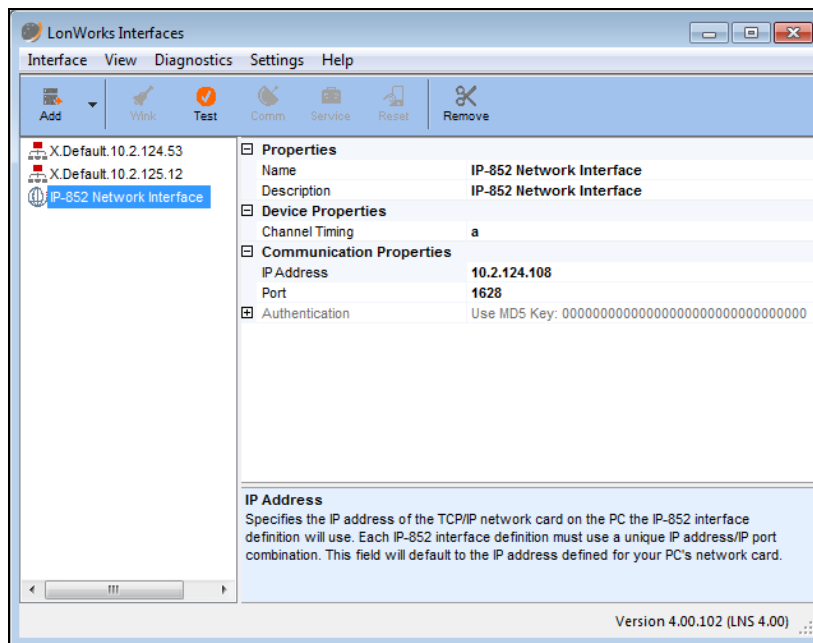 LonWorks Interfaces
Interface View Diagnostics Settings Help
Add Wink Test Comm Service Reset Remove
X.Default.10.2.124.53
X.Default.10.2.125.12
IP-852 Network Interface
Properties
Name IP-852 Network Interface
Description IP-852 Network Interface
Device Properties
Channel Timing a
Communication Properties
IP Address 10.2.124.108
Port 1628
Authentication Use MD5 Key: 00000000000000000000000000000000
IP Address
Specifies the IP address of the TCP/IP network card on the PC the IP-852 interface
definition will use. Each IP-852 interface definition must use a unique IP address/IP port
combination. This field will default to the IP address defined for your PC's network card.
Version 4.00.102 (LNS 4.00)